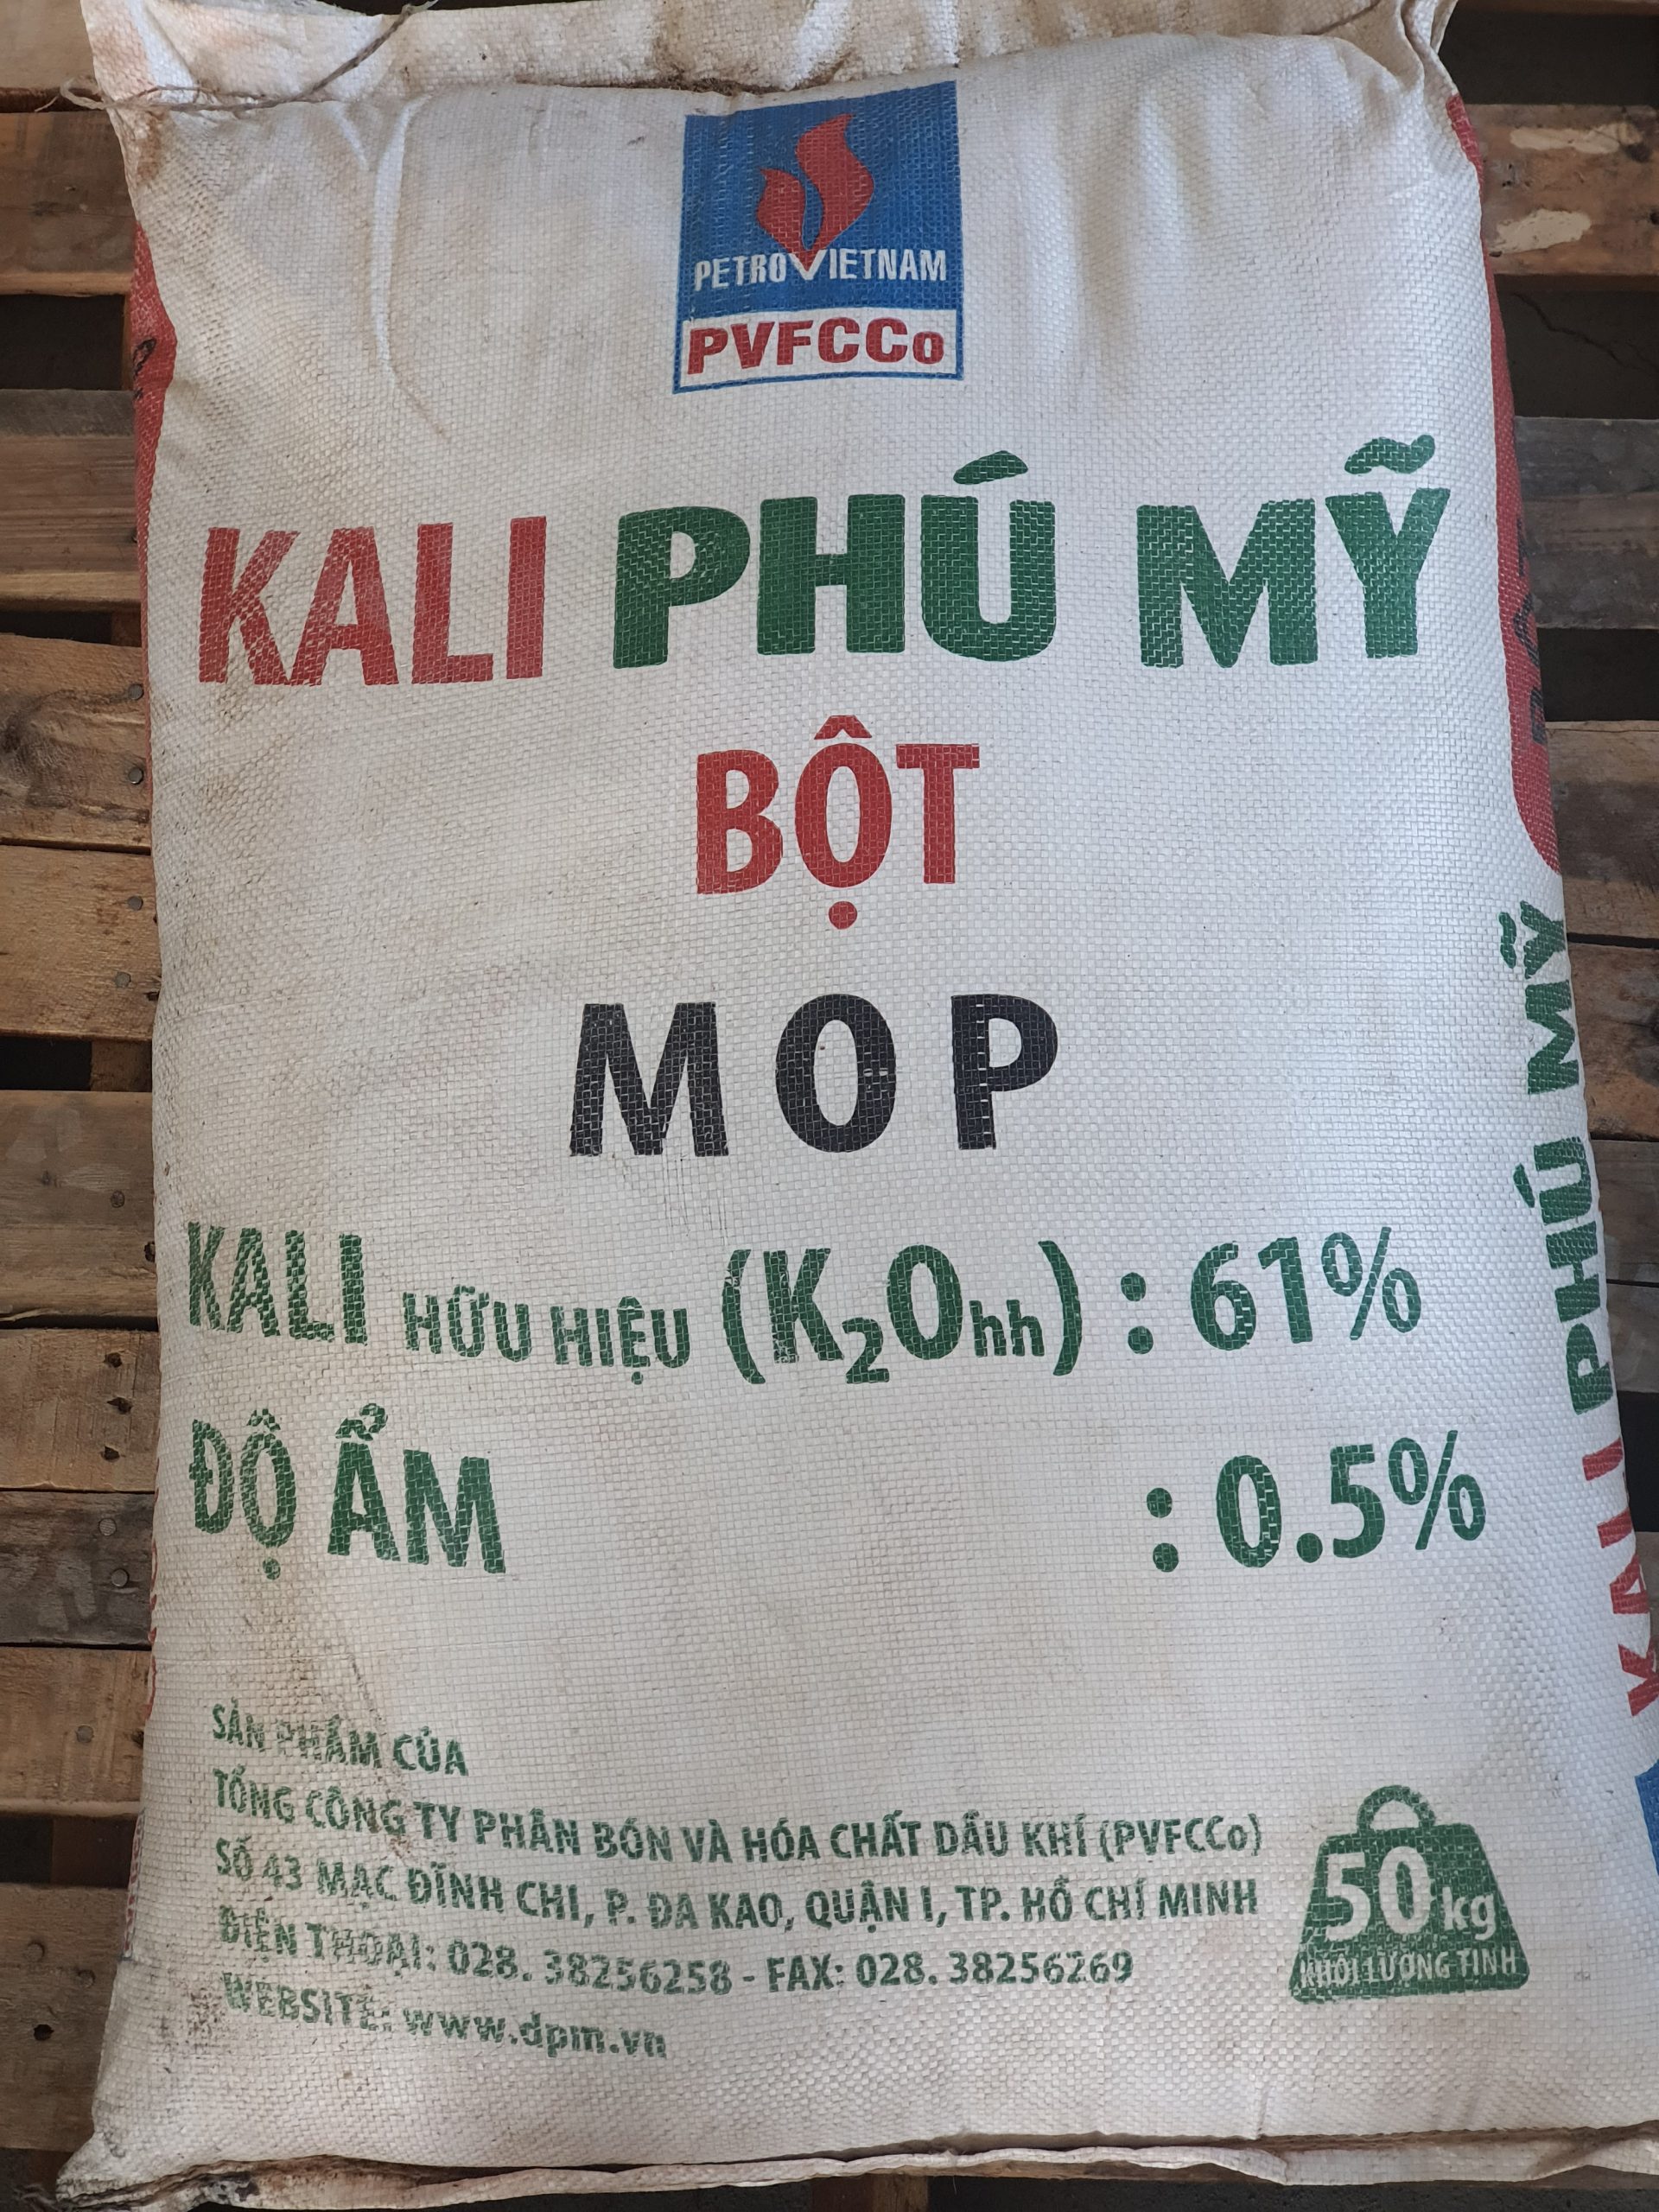 PETROVIETNAM
PVFCCo
KALI PHÚ MỸ
BỘT
MOP
KALI HỮU HIỆU (K₂Ohh) : 61%
ĐỘ ẨM : 0.5%
SẢN PHẨM CỦA
TỔNG CÔNG TY PHÂN BÓN VÀ HÓA CHẤT DẦU KHÍ (PVFCCo)
SỐ 43 MẠC ĐĨNH CHI, P. ĐA KAO, QUẬN I, TP. HỒ CHÍ MINH
ĐIỆN THOẠI: 028. 38256258 - FAX: 028. 38256269
WEBSITE: www.dpm.vn
50kg
KHỐI LƯỢNG TỊNH
KALI PHÚ MỸ